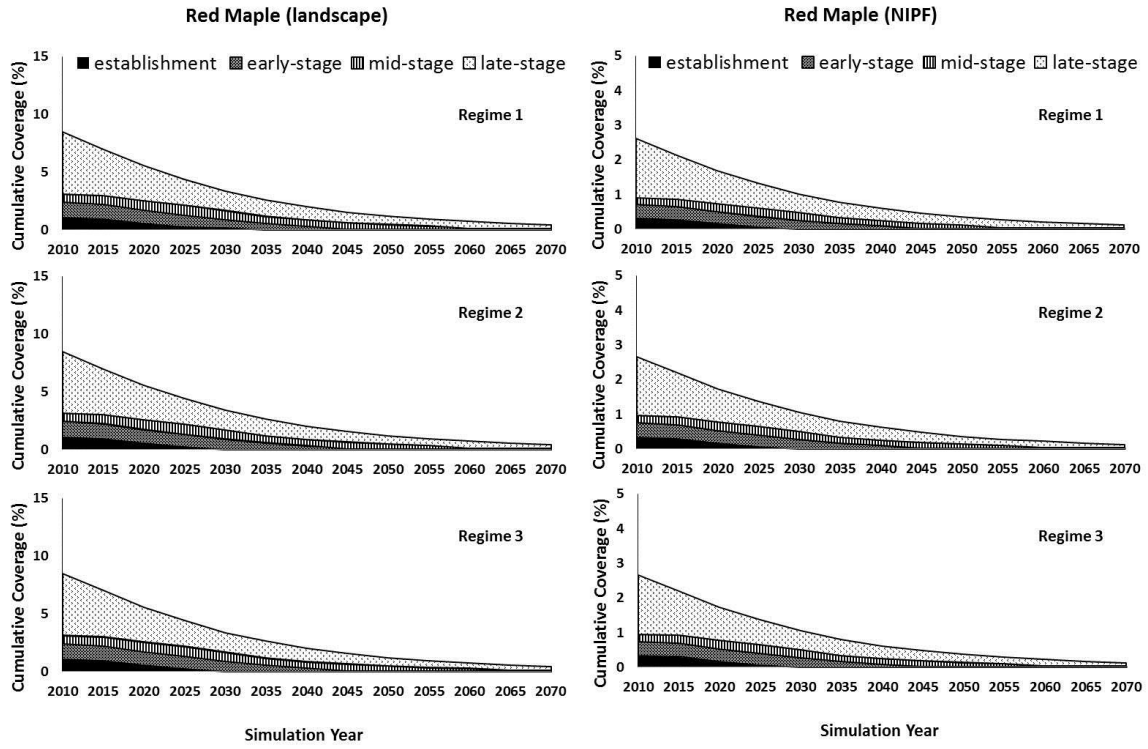 Red Maple (landscape)
Cumulative Coverage (%)
15
10
5
0
establishment early-stage mid-stage late-stage
Regime 1
2010 2015 2020 2025 2030 2035 2040 2045 2050 2055 2060 2065 2070
Cumulative Coverage (%)
15
10
5
0
Regime 2
2010 2015 2020 2025 2030 2035 2040 2045 2050 2055 2060 2065 2070
Cumulative Coverage (%)
15
10
5
0
Regime 3
2010 2015 2020 2025 2030 2035 2040 2045 2050 2055 2060 2065 2070
Simulation Year
Red Maple (NIPF)
Cumulative Coverage (%)
5
4
3
2
1
0
establishment early-stage mid-stage late-stage
Regime 1
2010 2015 2020 2025 2030 2035 2040 2045 2050 2055 2060 2065 2070
Cumulative Coverage (%)
5
4
3
2
1
0
Regime 2
2010 2015 2020 2025 2030 2035 2040 2045 2050 2055 2060 2065 2070
Cumulative Coverage (%)
5
4
3
2
1
0
Regime 3
2010 2015 2020 2025 2030 2035 2040 2045 2050 2055 2060 2065 2070
Simulation Year